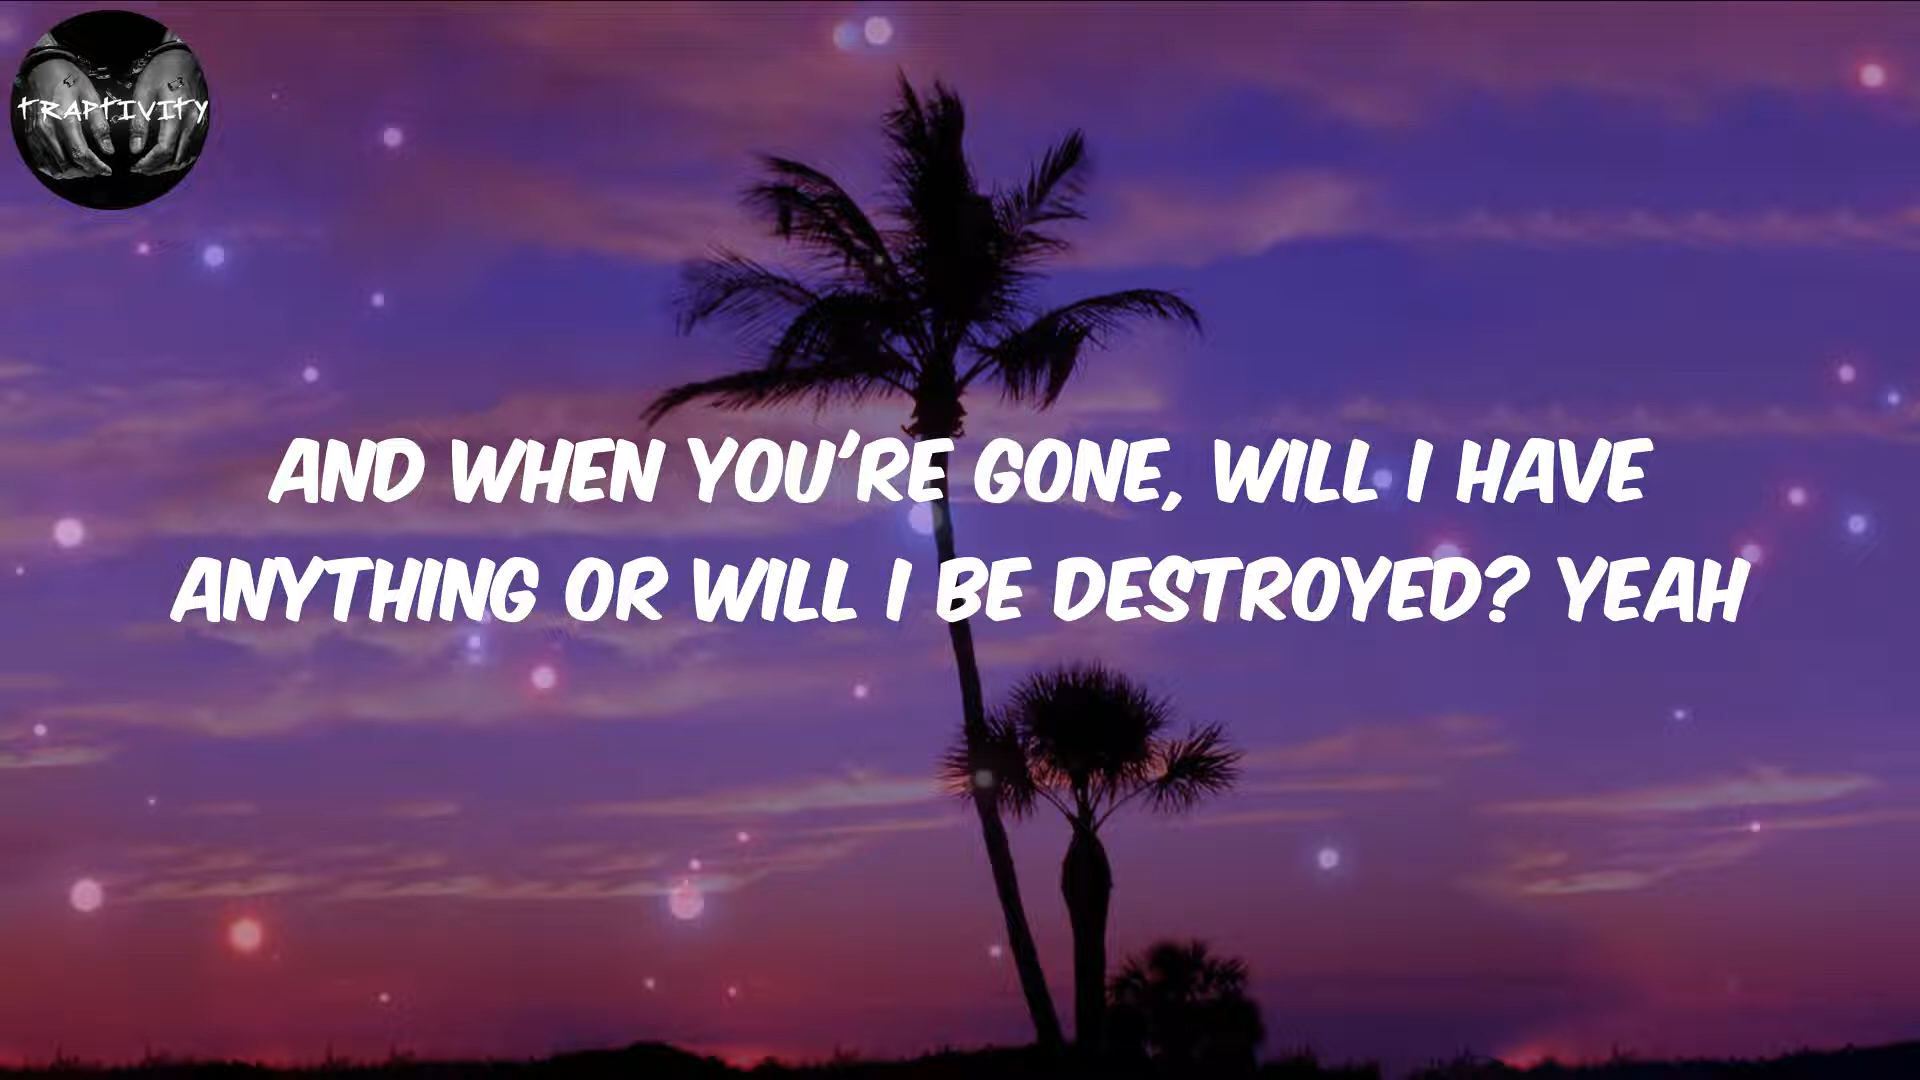 TRAPTIVITY
AND WHEN YOU'RE GONE, WILL I HAVE
ANYTHING OR WILL I BE DESTROYED? YEAH